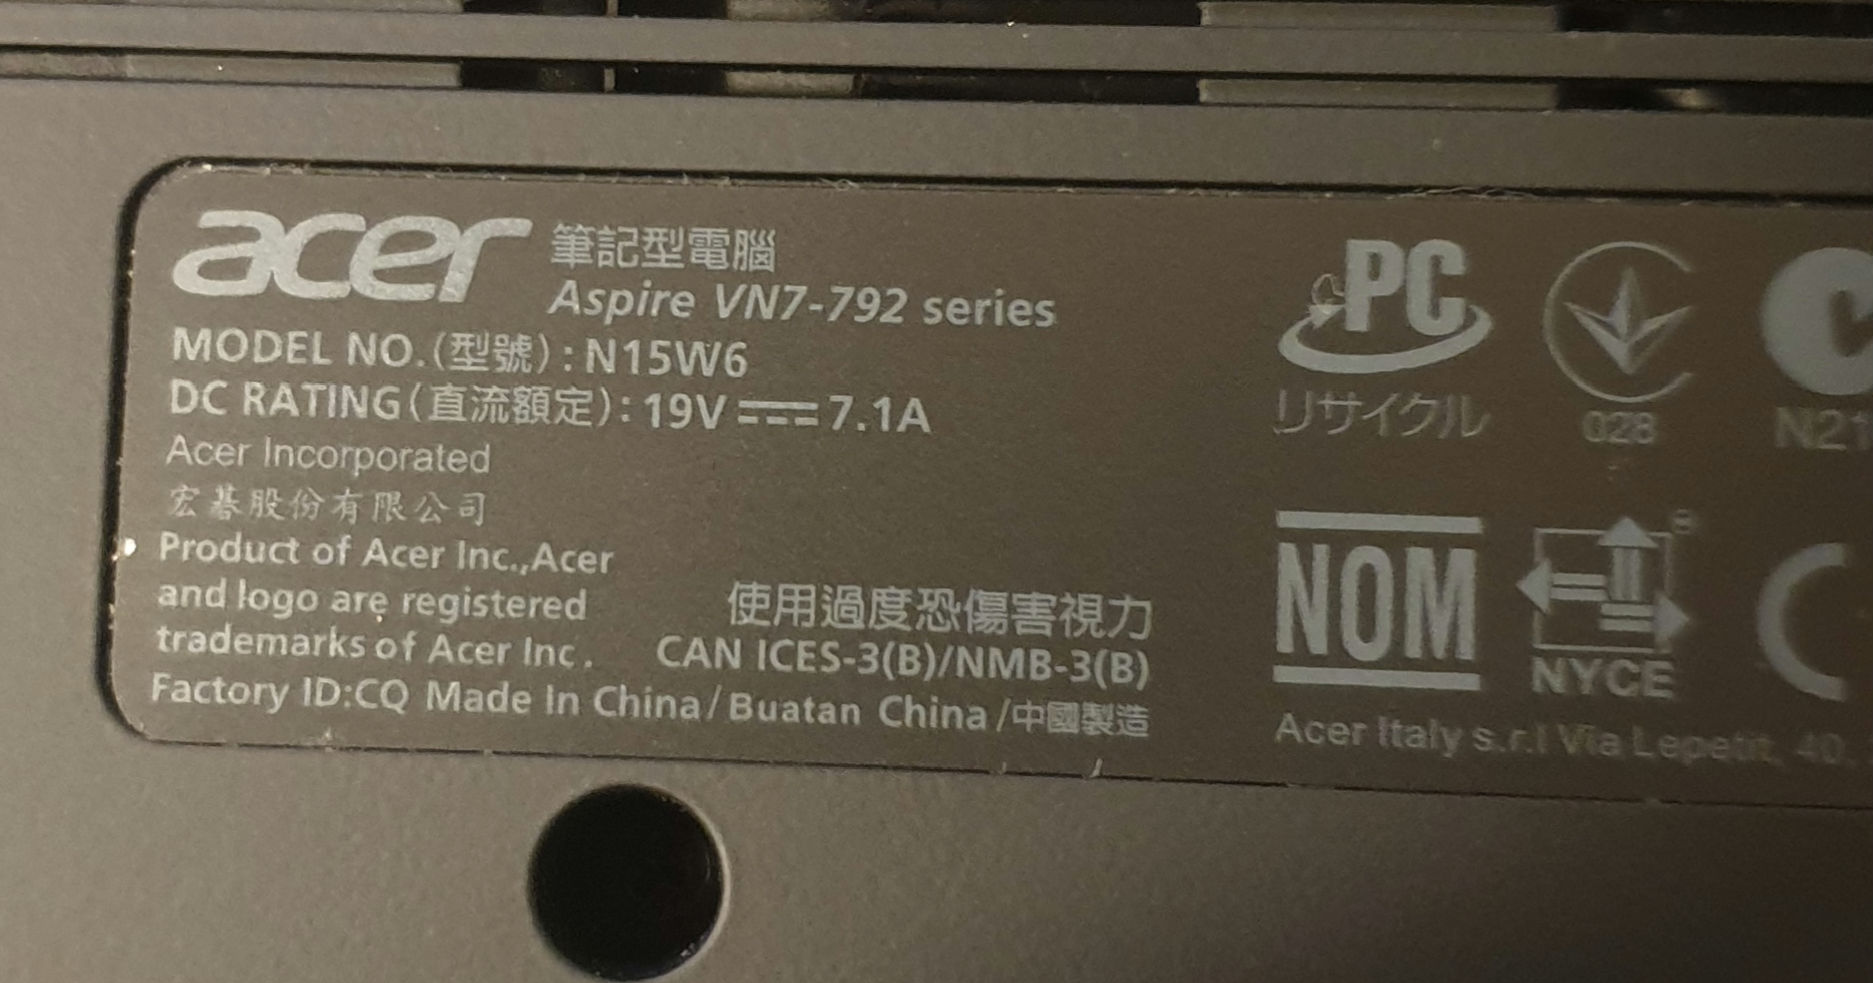 acer 筆記型電腦
Aspire VN7-792 series
MODEL NO.(型號):N15W6
DC RATING(直流額定):19V 7.1A
Acer Incorporated
宏碁股份有限公司
Product of Acer Inc.,Acer
and logo are registered
trademarks of Acer Inc.
使用過度恐傷害視力
CAN ICES-3(B)/NMB-3(B)
Factory ID:CQ Made In China/Buatan China/中國製造
PC
リサイクル
028
N21
NOM
NYCE
Acer Italy s.r.l Via Lepetit, 40,